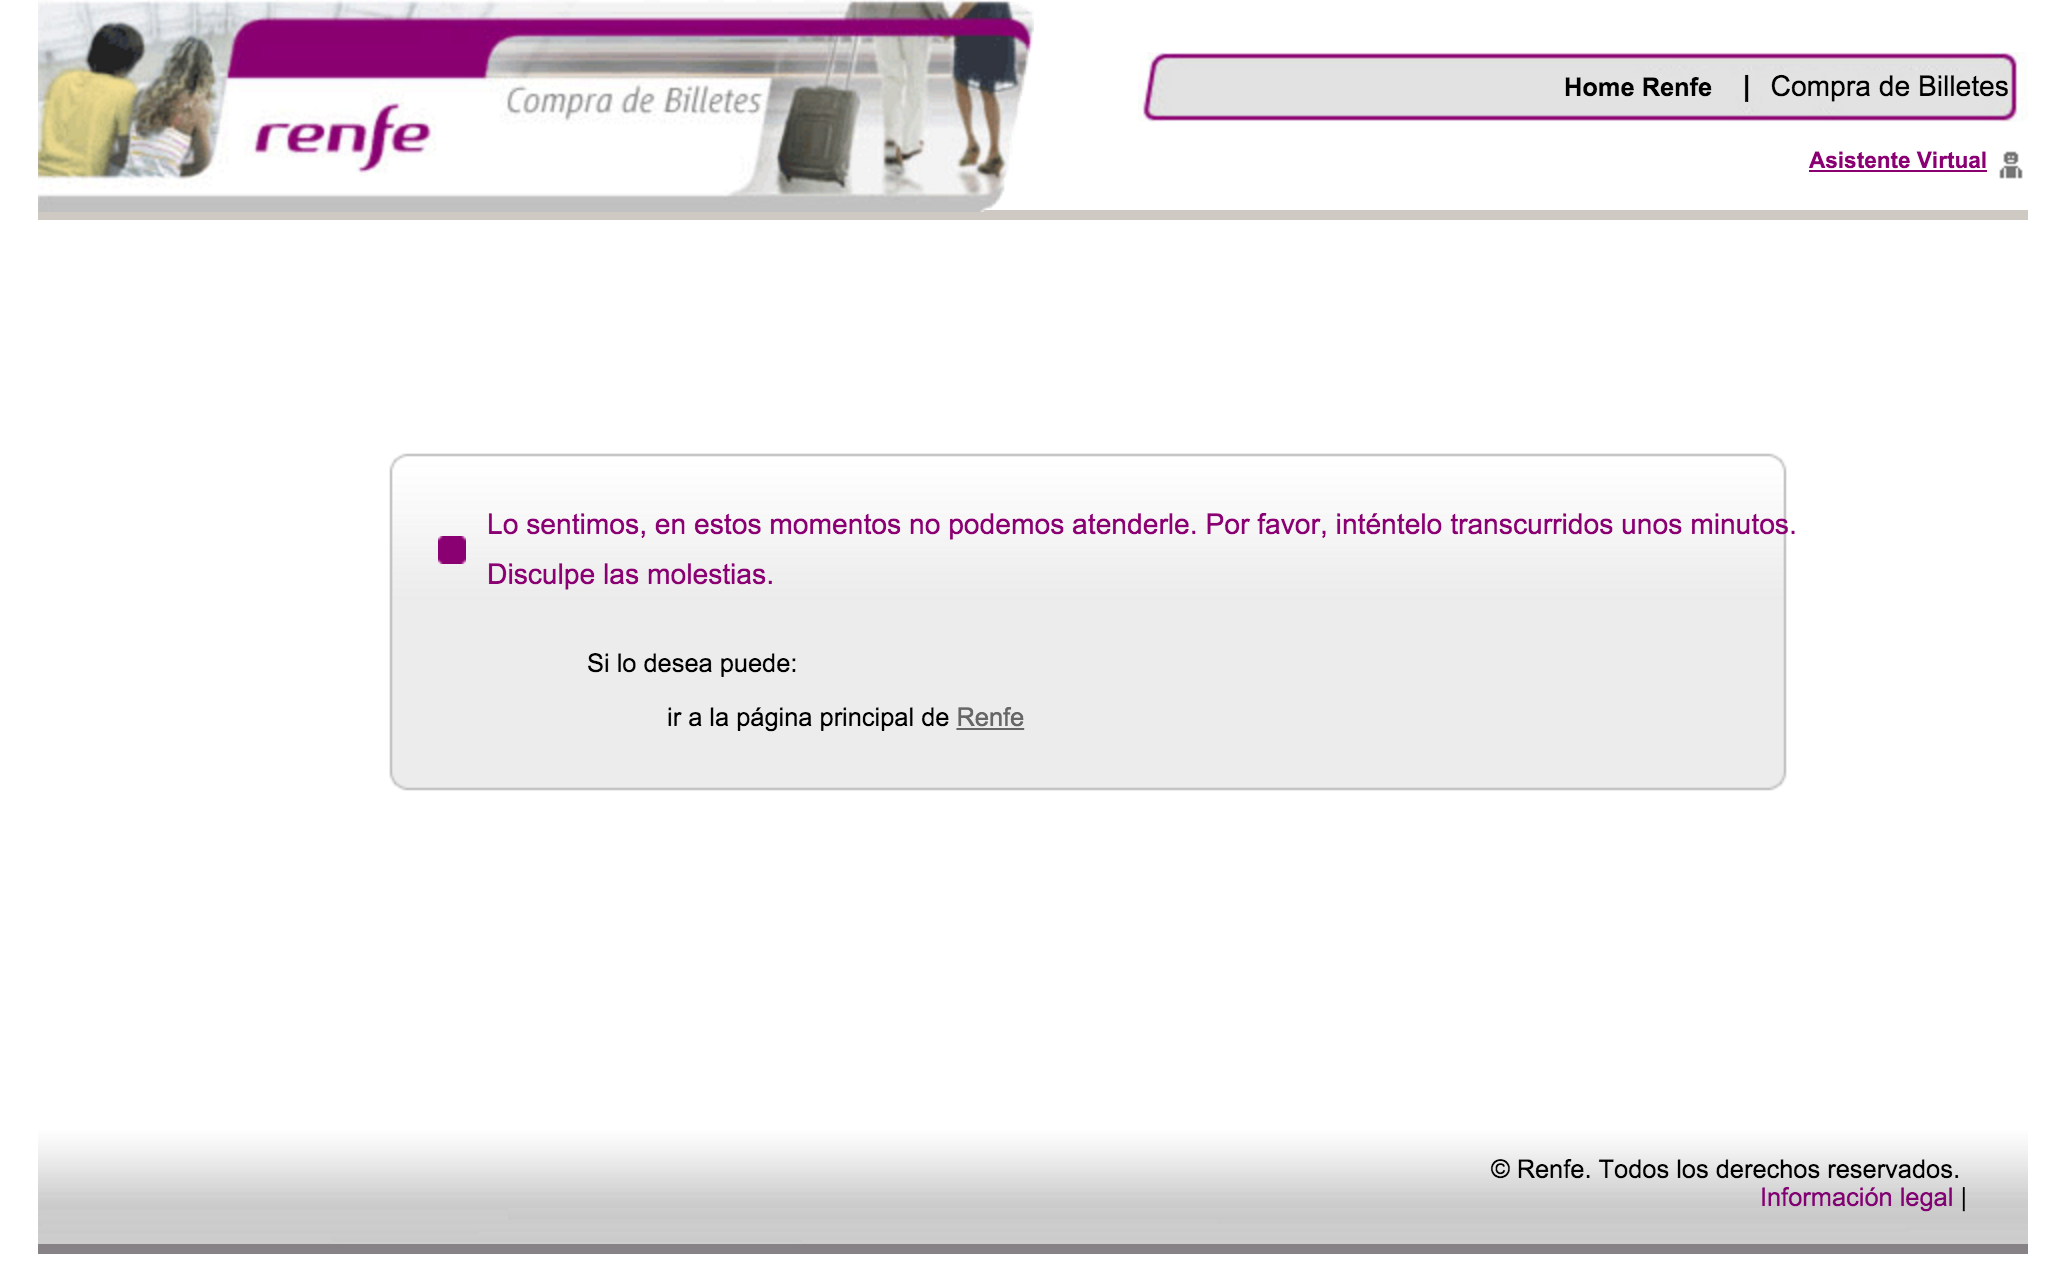 renfe
Compra de Billetes
Home Renfe | Compra de Billetes
Asistente Virtual
Lo sentimos, en estos momentos no podemos atenderle. Por favor, inténtelo transcurridos unos minutos.
Disculpe las molestias.
Si lo desea puede:
ir a la página principal de Renfe
© Renfe. Todos los derechos reservados.
Información legal |